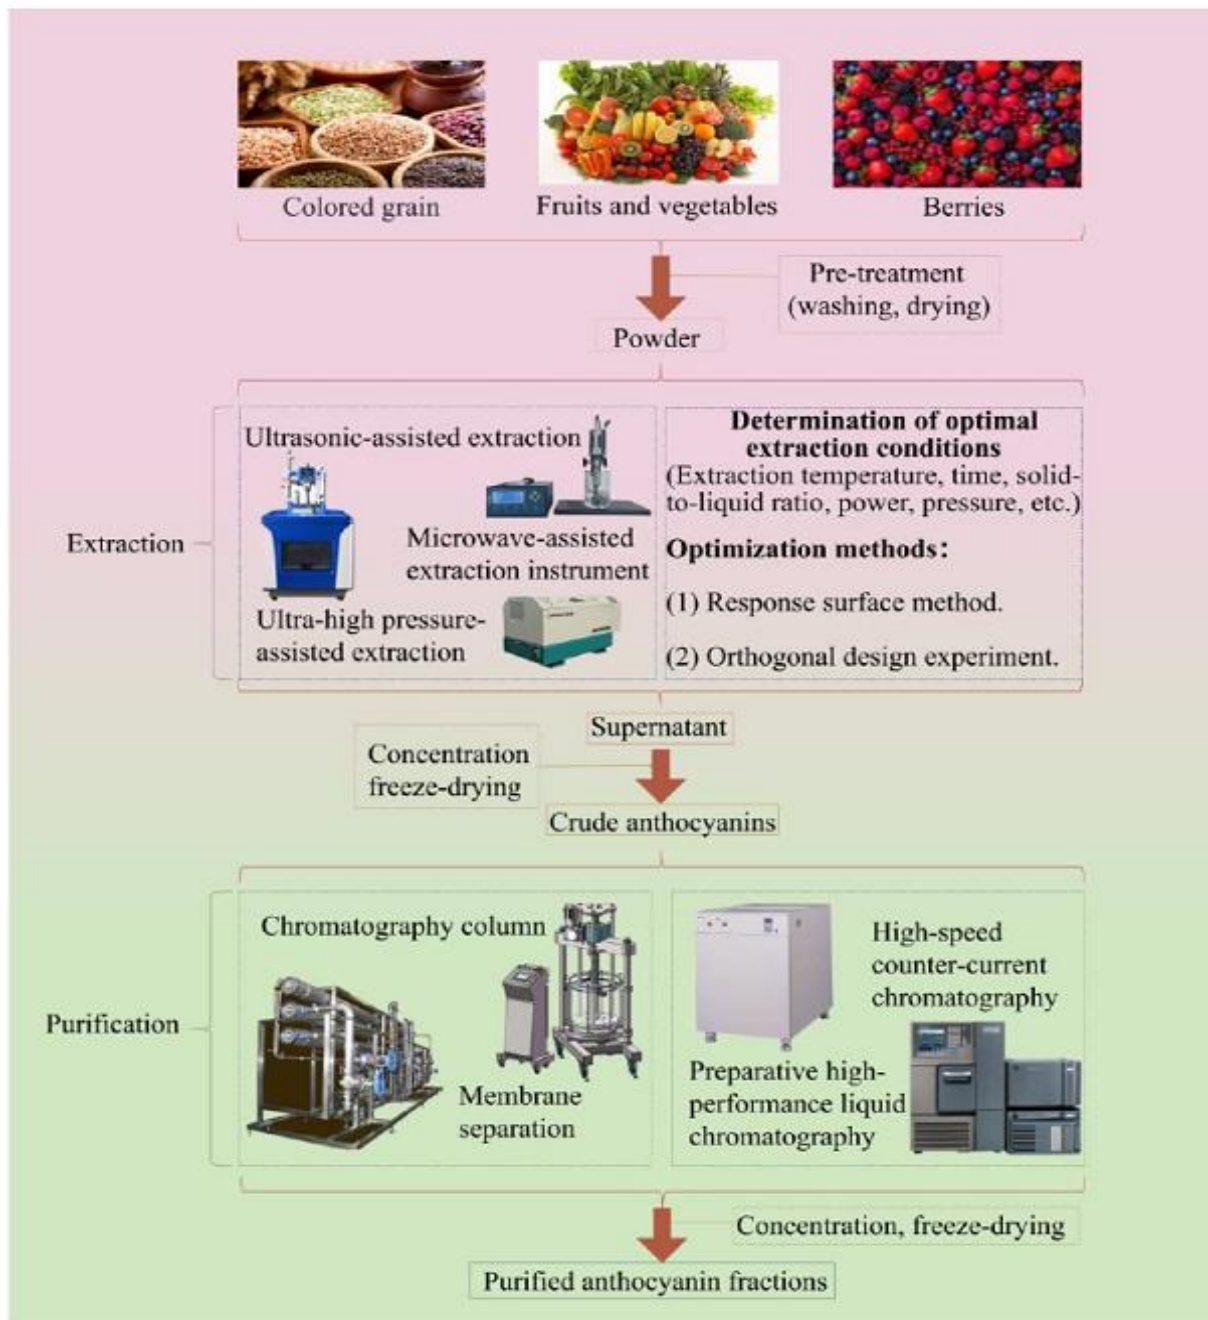 Colored grain
Fruits and vegetables
Berries
Pre-treatment
(washing, drying)
Powder
Extraction
Ultrasonic-assisted extraction
Microwave-assisted
extraction instrument
Ultra-high pressure-
assisted extraction
Determination of optimal
extraction conditions
(Extraction temperature, time, solid-
to-liquid ratio, power, pressure, etc.)
Optimization methods:
(1) Response surface method.
(2) Orthogonal design experiment.
Supernatant
Concentration
freeze-drying
Crude anthocyanins
Purification
Chromatography column
Membrane
separation
High-speed
counter-current
chromatography
Preparative high-
performance liquid
chromatography
Concentration, freeze-drying
Purified anthocyanin fractions